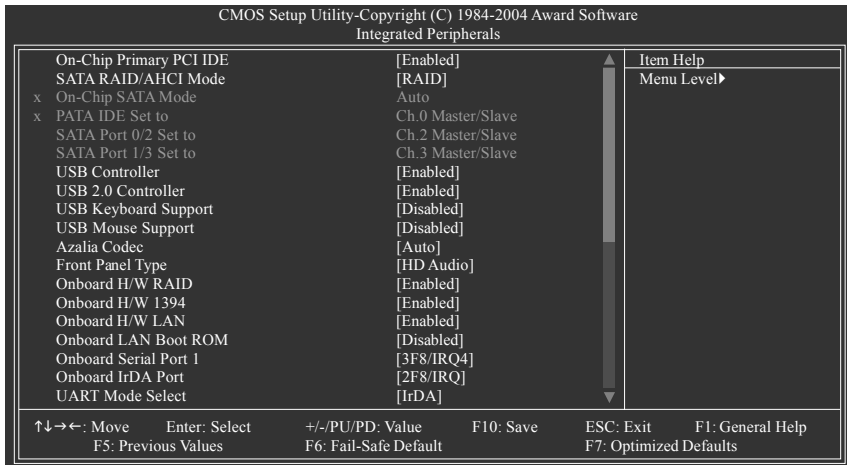 CMOS Setup Utility-Copyright (C) 1984-2004 Award Software
Integrated Peripherals
On-Chip Primary PCI IDE [Enabled] Item Help
SATA RAID/AHCI Mode [RAID] Menu Level
x On-Chip SATA Mode Auto
x PATA IDE Set to Ch.0 Master/Slave
SATA Port 0/2 Set to Ch.2 Master/Slave
SATA Port 1/3 Set to Ch.3 Master/Slave
USB Controller [Enabled]
USB 2.0 Controller [Enabled]
USB Keyboard Support [Disabled]
USB Mouse Support [Disabled]
Azalia Codec [Auto]
Front Panel Type [HD Audio]
Onboard H/W RAID [Enabled]
Onboard H/W 1394 [Enabled]
Onboard H/W LAN [Enabled]
Onboard LAN Boot ROM [Disabled]
Onboard Serial Port 1 [3F8/IRQ4]
Onboard IrDA Port [2F8/IRQ]
UART Mode Select [IrDA]
↑↓→←: Move Enter: Select +/-/PU/PD: Value F10: Save ESC: Exit F1: General Help
F5: Previous Values F6: Fail-Safe Default F7: Optimized Defaults